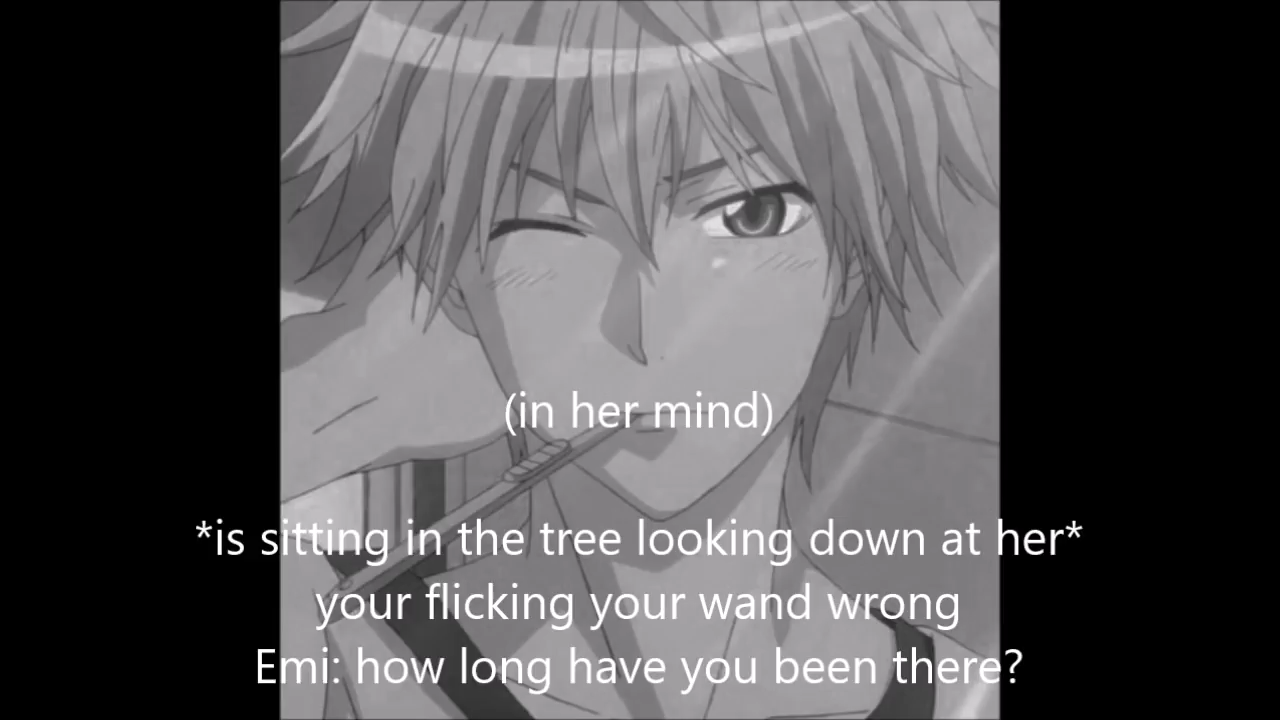 (in her mind)
*is sitting in the tree looking down at her*
your flicking your wand wrong
Emi: how long have you been there?